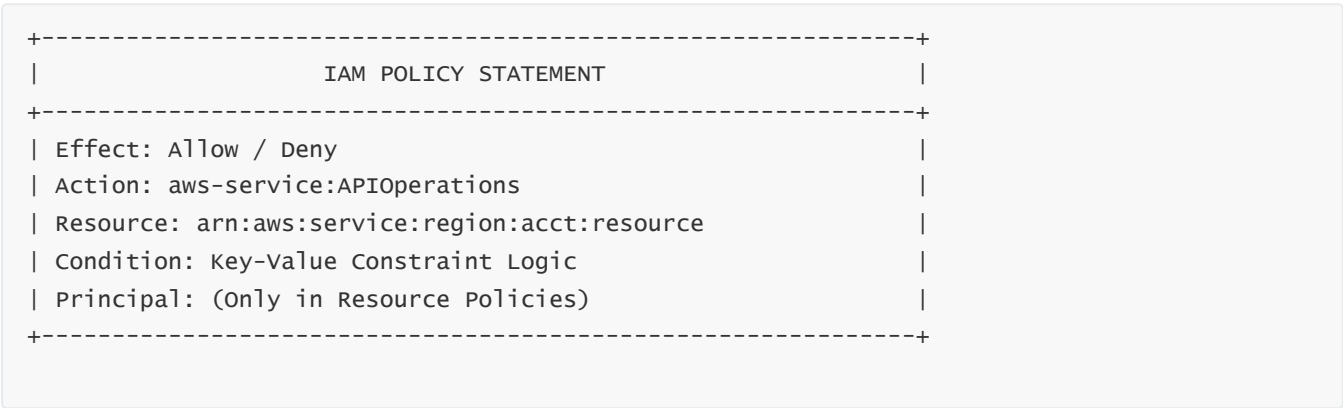 +--------------------------------------------------------------+
|                    IAM POLICY STATEMENT                      |
+--------------------------------------------------------------+
| Effect: Allow / Deny                                         |
| Action: aws-service:APIOperations                            |
| Resource: arn:aws:service:region:acct:resource               |
| Condition: Key-Value Constraint Logic                        |
| Principal: (Only in Resource Policies)                       |
+--------------------------------------------------------------+